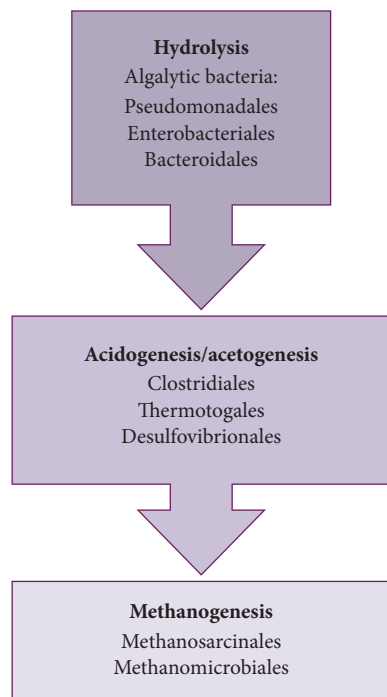 Hydrolysis
Algalytic bacteria:
Pseudomonadales
Enterobacteriales
Bacteroidales
Acidogenesis/acetogenesis
Clostridiales
Thermotogales
Desulfovibrionales
Methanogenesis
Methanosarcinales
Methanomicrobiales